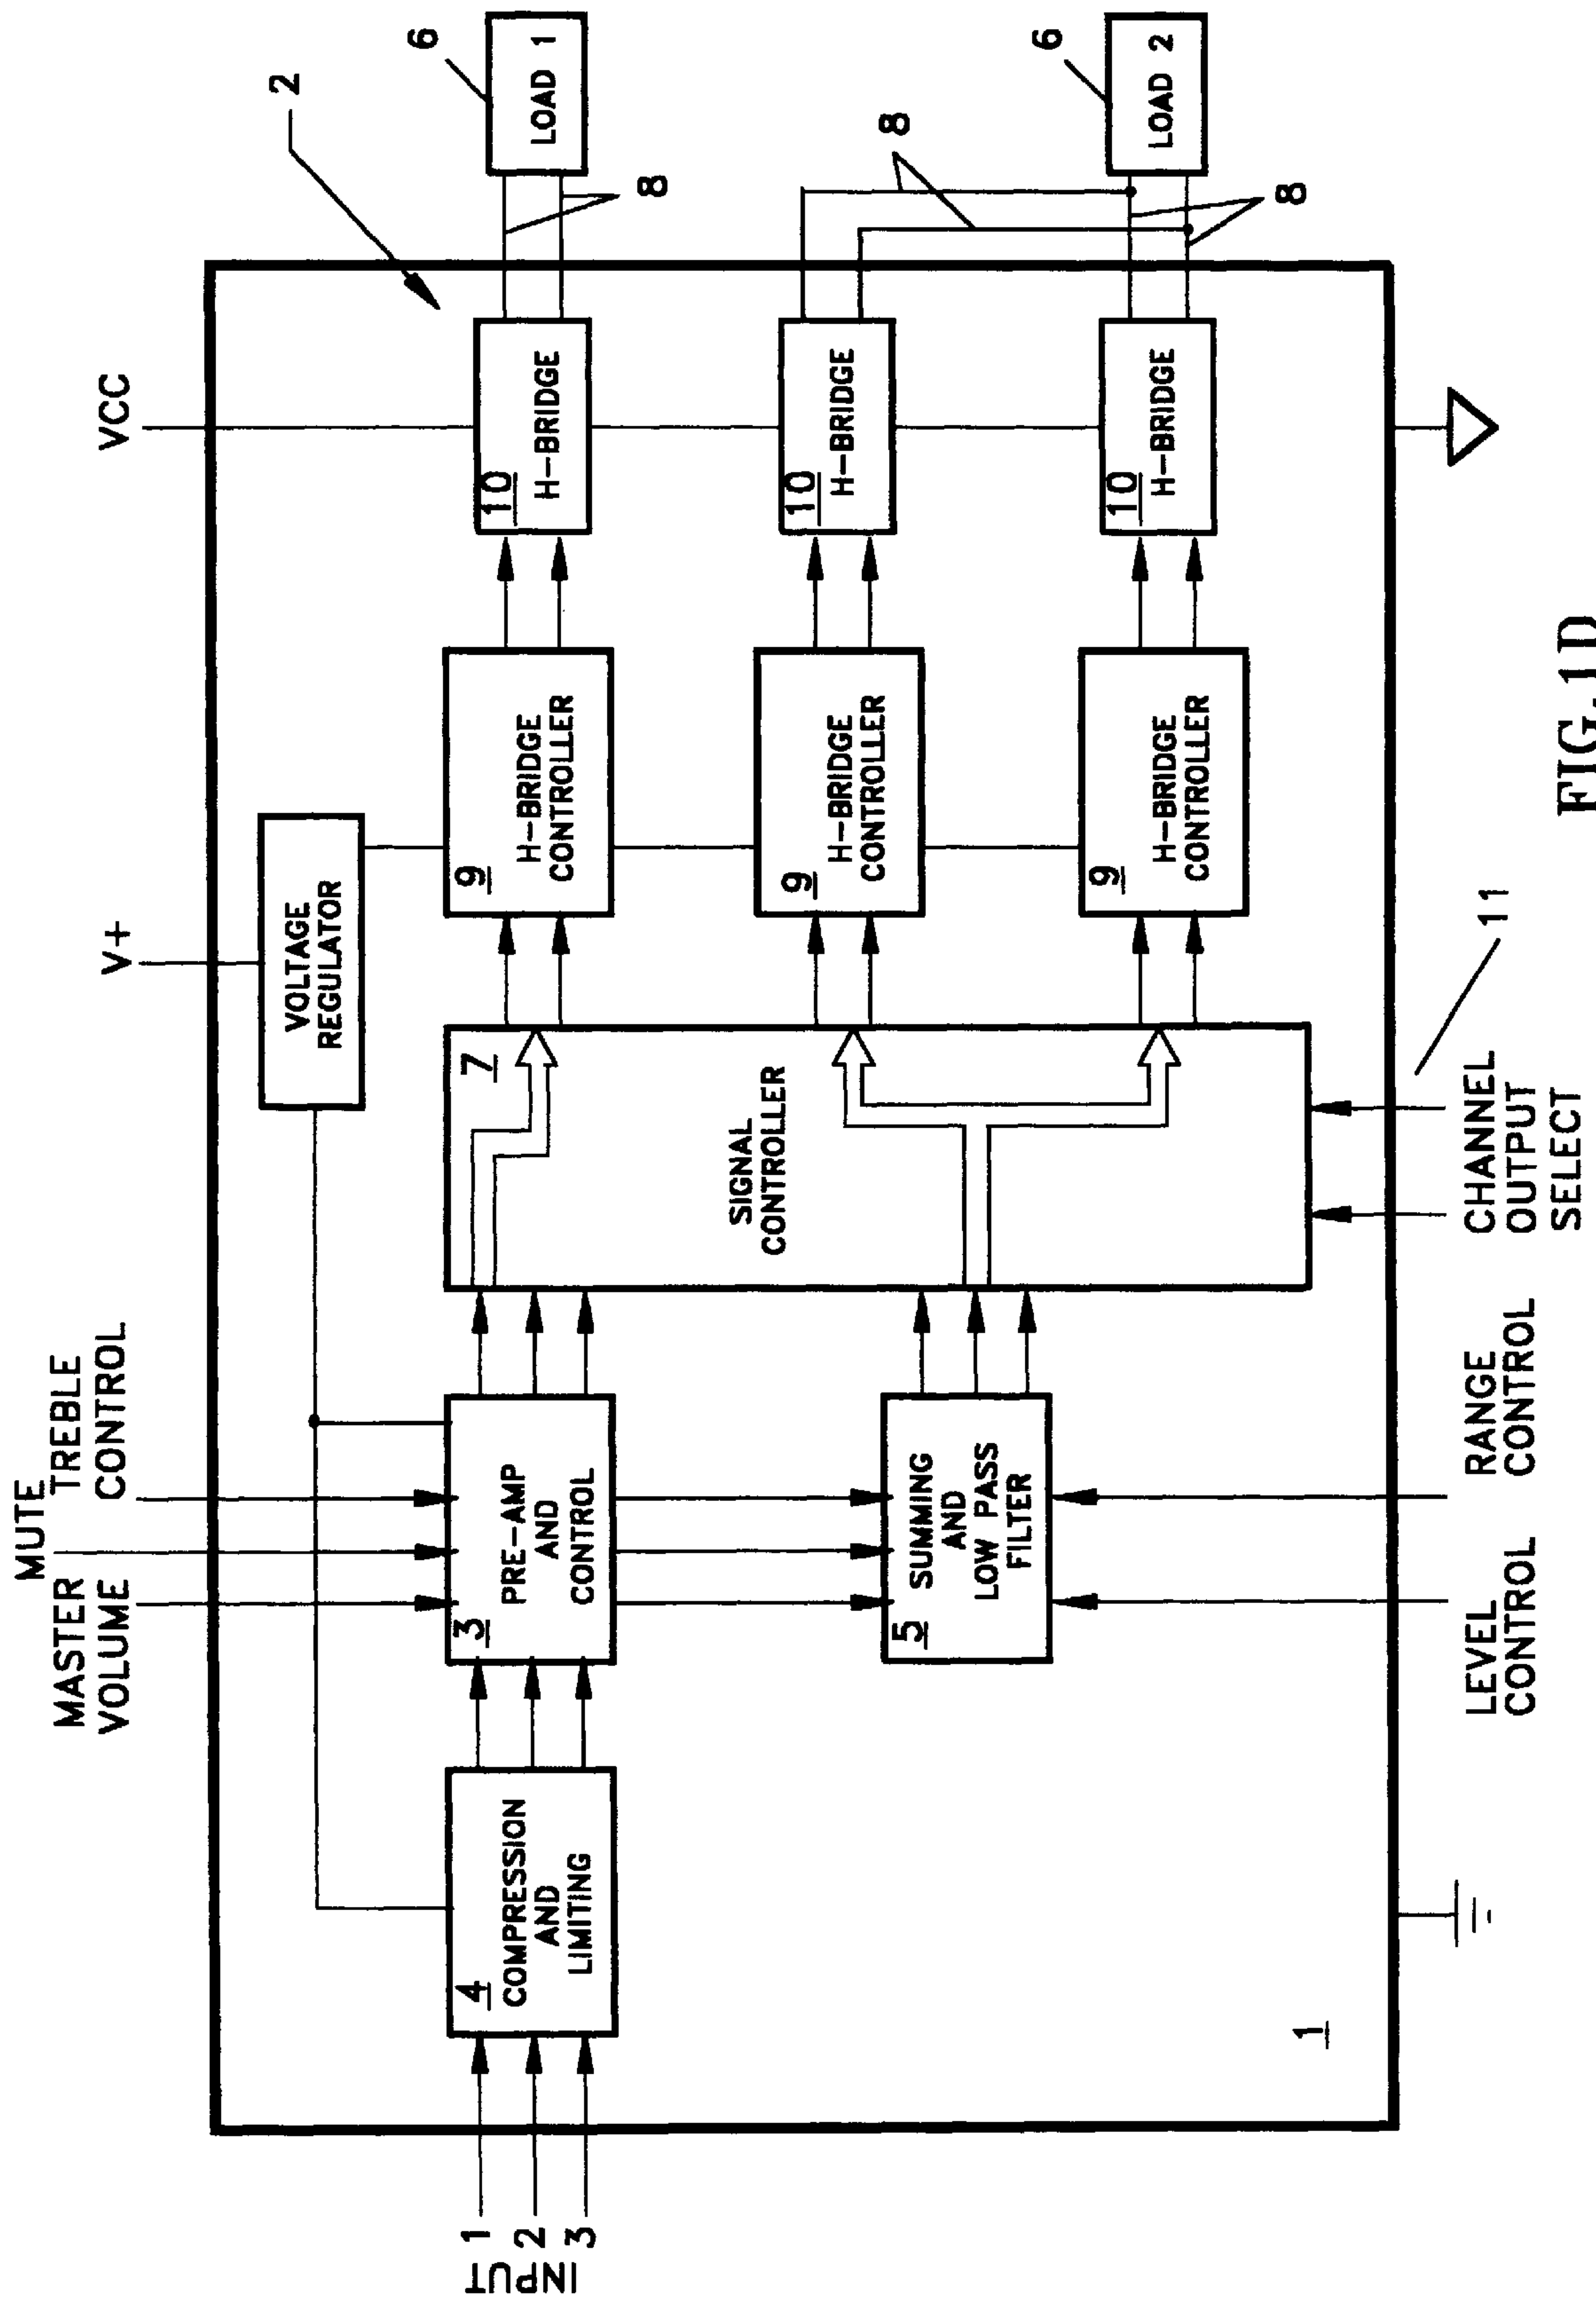 MASTER
VOLUME
MUTE
TREBLE
CONTROL
V+
VCC
2
VOLTAGE
REGULATOR
INPUT
1
2
3
4
COMPRESSION
AND
LIMITING
3
PRE-AMP
AND
CONTROL
7
SIGNAL
CONTROLLER
9
H-BRIDGE
CONTROLLER
10
H-BRIDGE
8
6
LOAD 1
9
H-BRIDGE
CONTROLLER
10
H-BRIDGE
8
5
SUMMING
AND
LOW PASS
FILTER
9
H-BRIDGE
CONTROLLER
10
H-BRIDGE
8
6
LOAD 2
1
LEVEL
CONTROL
RANGE
CONTROL
CHANNEL
OUTPUT
SELECT
11
FIG.1D